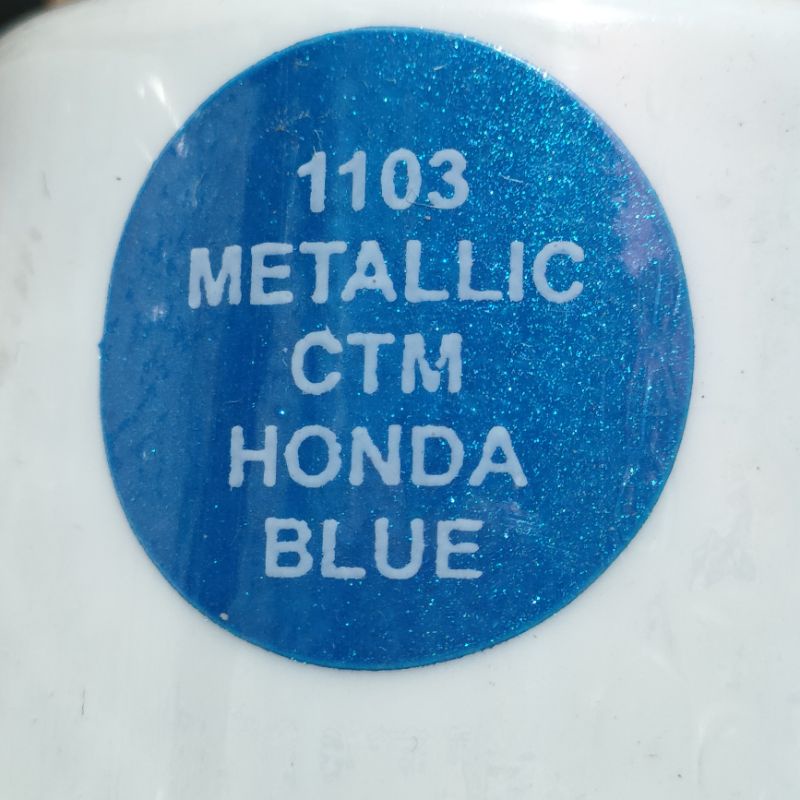 1103
METALLIC
CTM
HONDA
BLUE